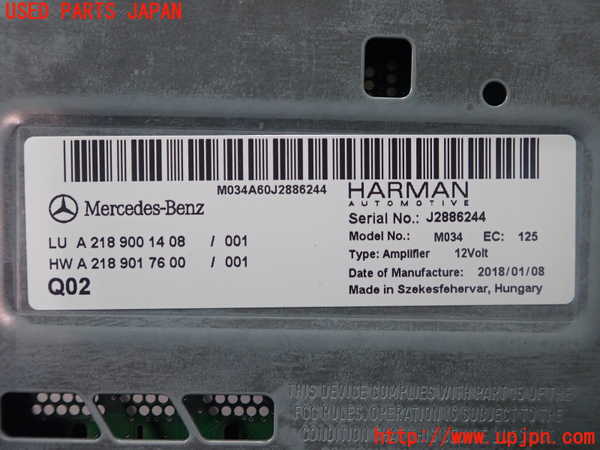 USED PARTS JAPAN
M034A60J2886244
HARMAN
AUTOMOTIVE
Mercedes-Benz
Serial No.: J2886244
LU A 218 900 14 08 / 001
Model No.: M034 EC: 125
HW A 218 901 76 00 / 001
Type: Amplifier 12Volt
Q02
Date of Manufacture: 2018/01/08
Made in Szekesfehervar, Hungary
THIS DEVICE COMPLIES WITH PART 15 OF THE
FCC RULES. OPERATION IS SUBJECT TO THE
CONDITION
http://www.upjpn.com/